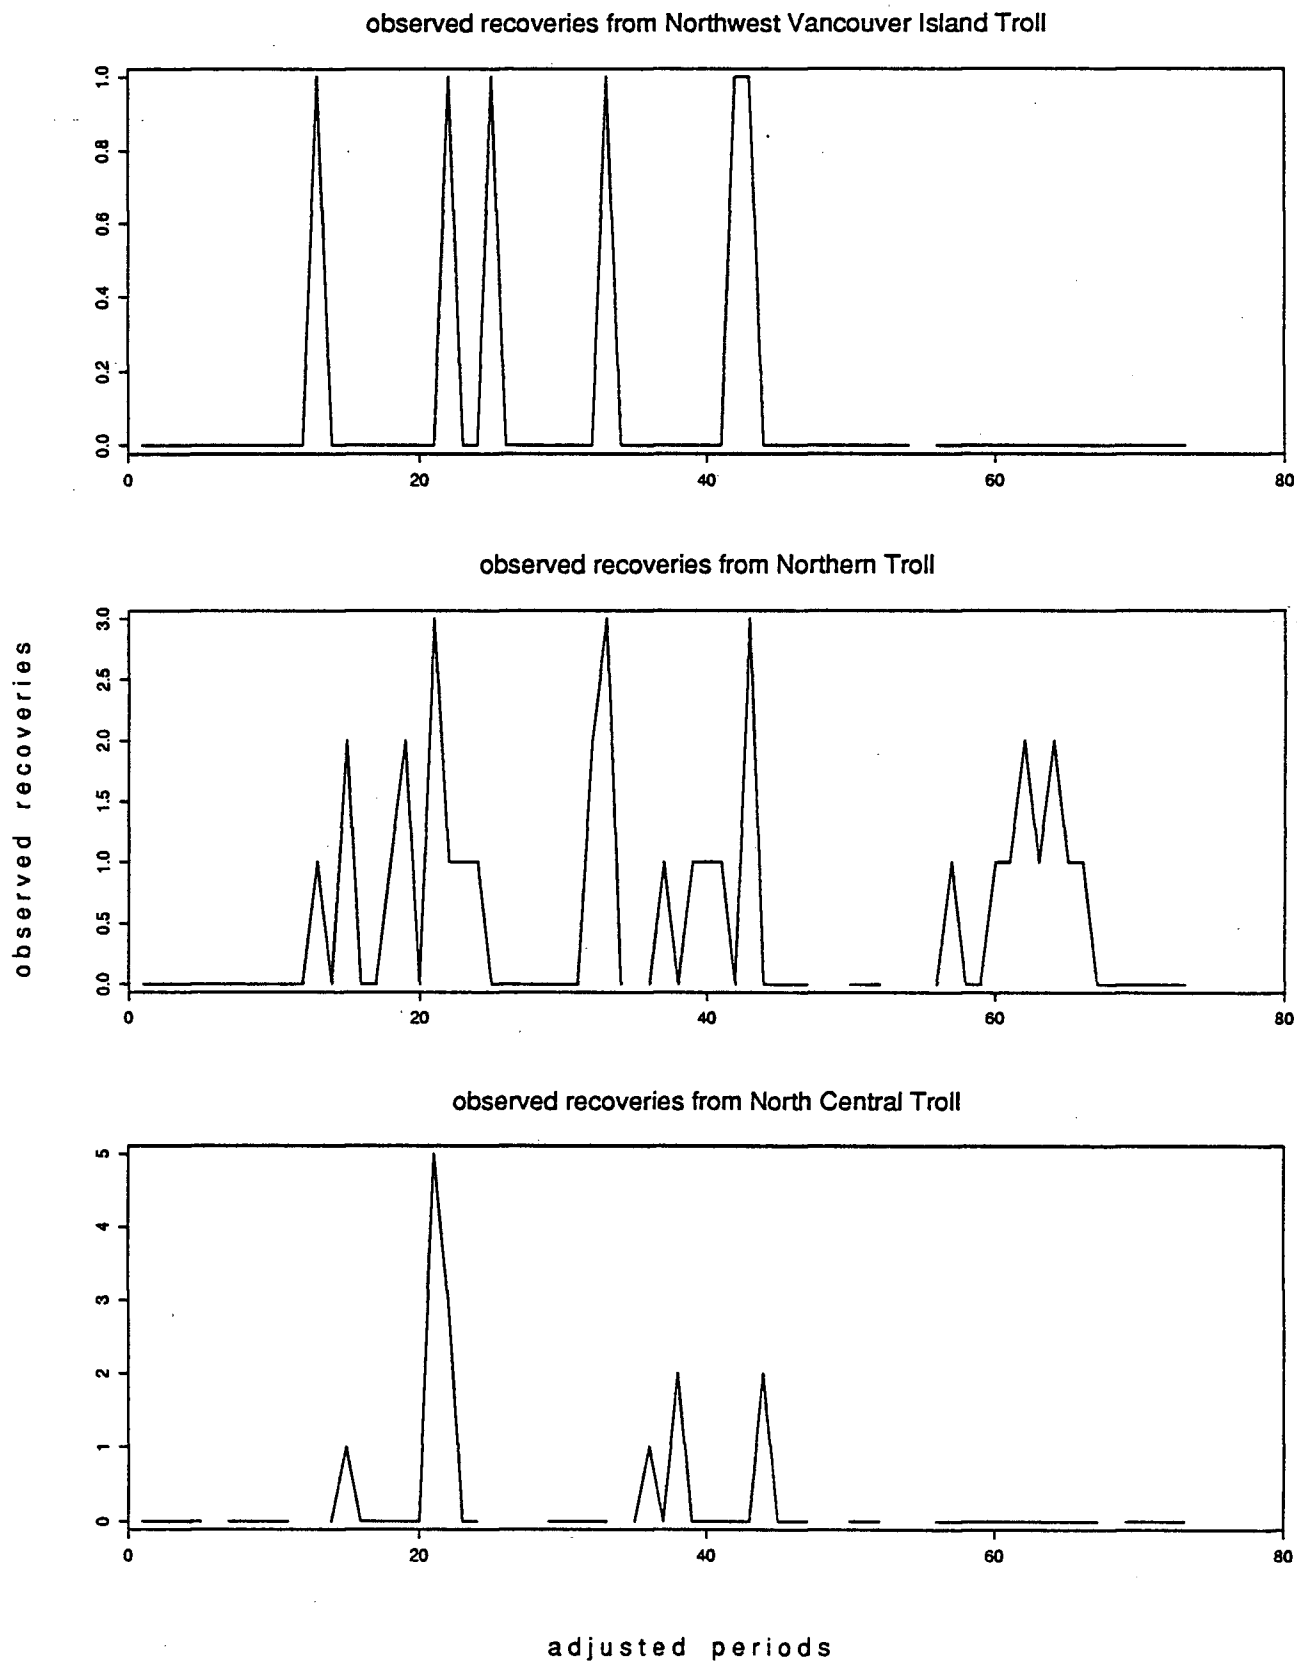 observed recoveries from Northwest Vancouver Island Troll
1.0
0.8
0.6
0.4
0.2
0.0
0 20 40 60 80
observed recoveries from Northern Troll
observed recoveries
3.0
2.5
2.0
1.5
1.0
0.5
0.0
0 20 40 60 80
observed recoveries from North Central Troll
5
4
3
2
1
0
0 20 40 60 80
adjusted periods